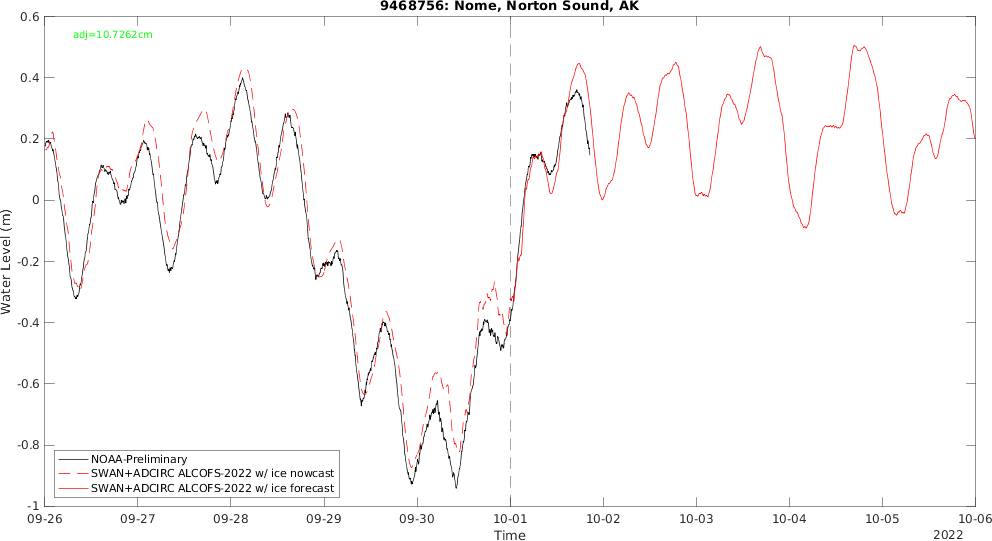 9468756: Nome, Norton Sound, AK
adj=10.7262cm
0.6
0.4
0.2
0
-0.2
-0.4
-0.6
-0.8
-1
Water Level (m)
NOAA-Preliminary
SWAN+ADCIRC ALCOFS-2022 w/ ice nowcast
SWAN+ADCIRC ALCOFS-2022 w/ ice forecast
09-26 09-27 09-28 09-29 09-30 10-01 10-02 10-03 10-04 10-05 10-06
Time
2022